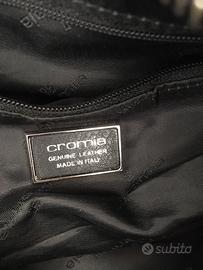 cromia
GENUINE LEATHER
MADE IN ITALY
subito